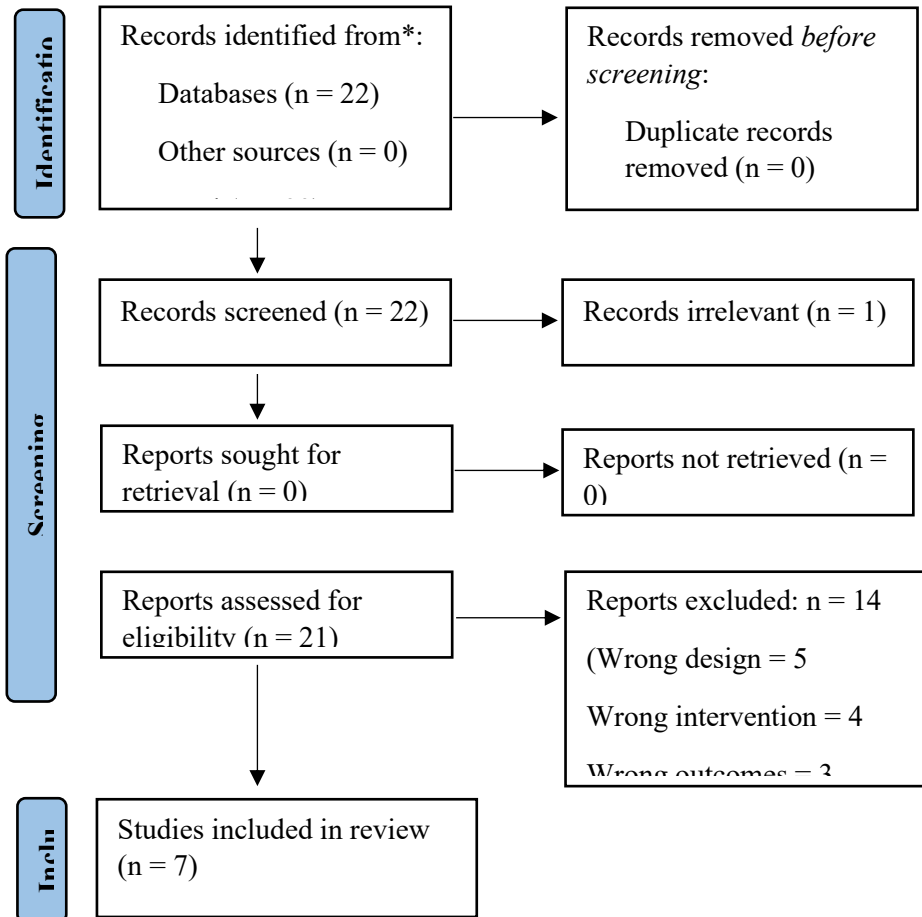 Identificatio
Records identified from*:
Databases (n = 22)
Other sources (n = 0)
Records removed before
screening:
Duplicate records
removed (n = 0)
Screening
Records screened (n = 22)
Records irrelevant (n = 1)
Reports sought for
retrieval (n = 0)
Reports not retrieved (n =
0)
Reports assessed for
eligibility (n = 21)
Reports excluded: n = 14
(Wrong design = 5
Wrong intervention = 4
Wrong outcomes = 3
Inclu
Studies included in review
(n = 7)